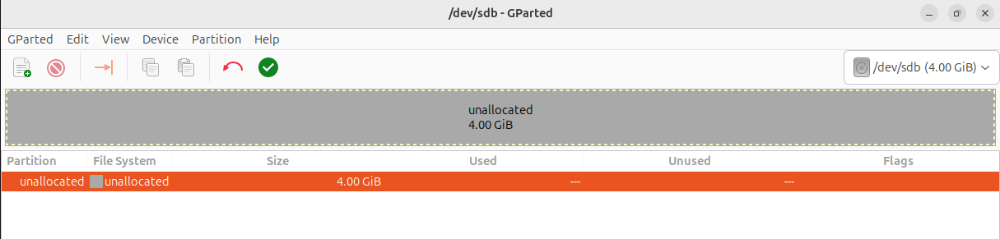 /dev/sdb - GParted
GParted Edit View Device Partition Help
/dev/sdb (4.00 GiB)
unallocated
4.00 GiB
Partition File System Size Used Unused Flags
unallocated unallocated 4.00 GiB --- ---